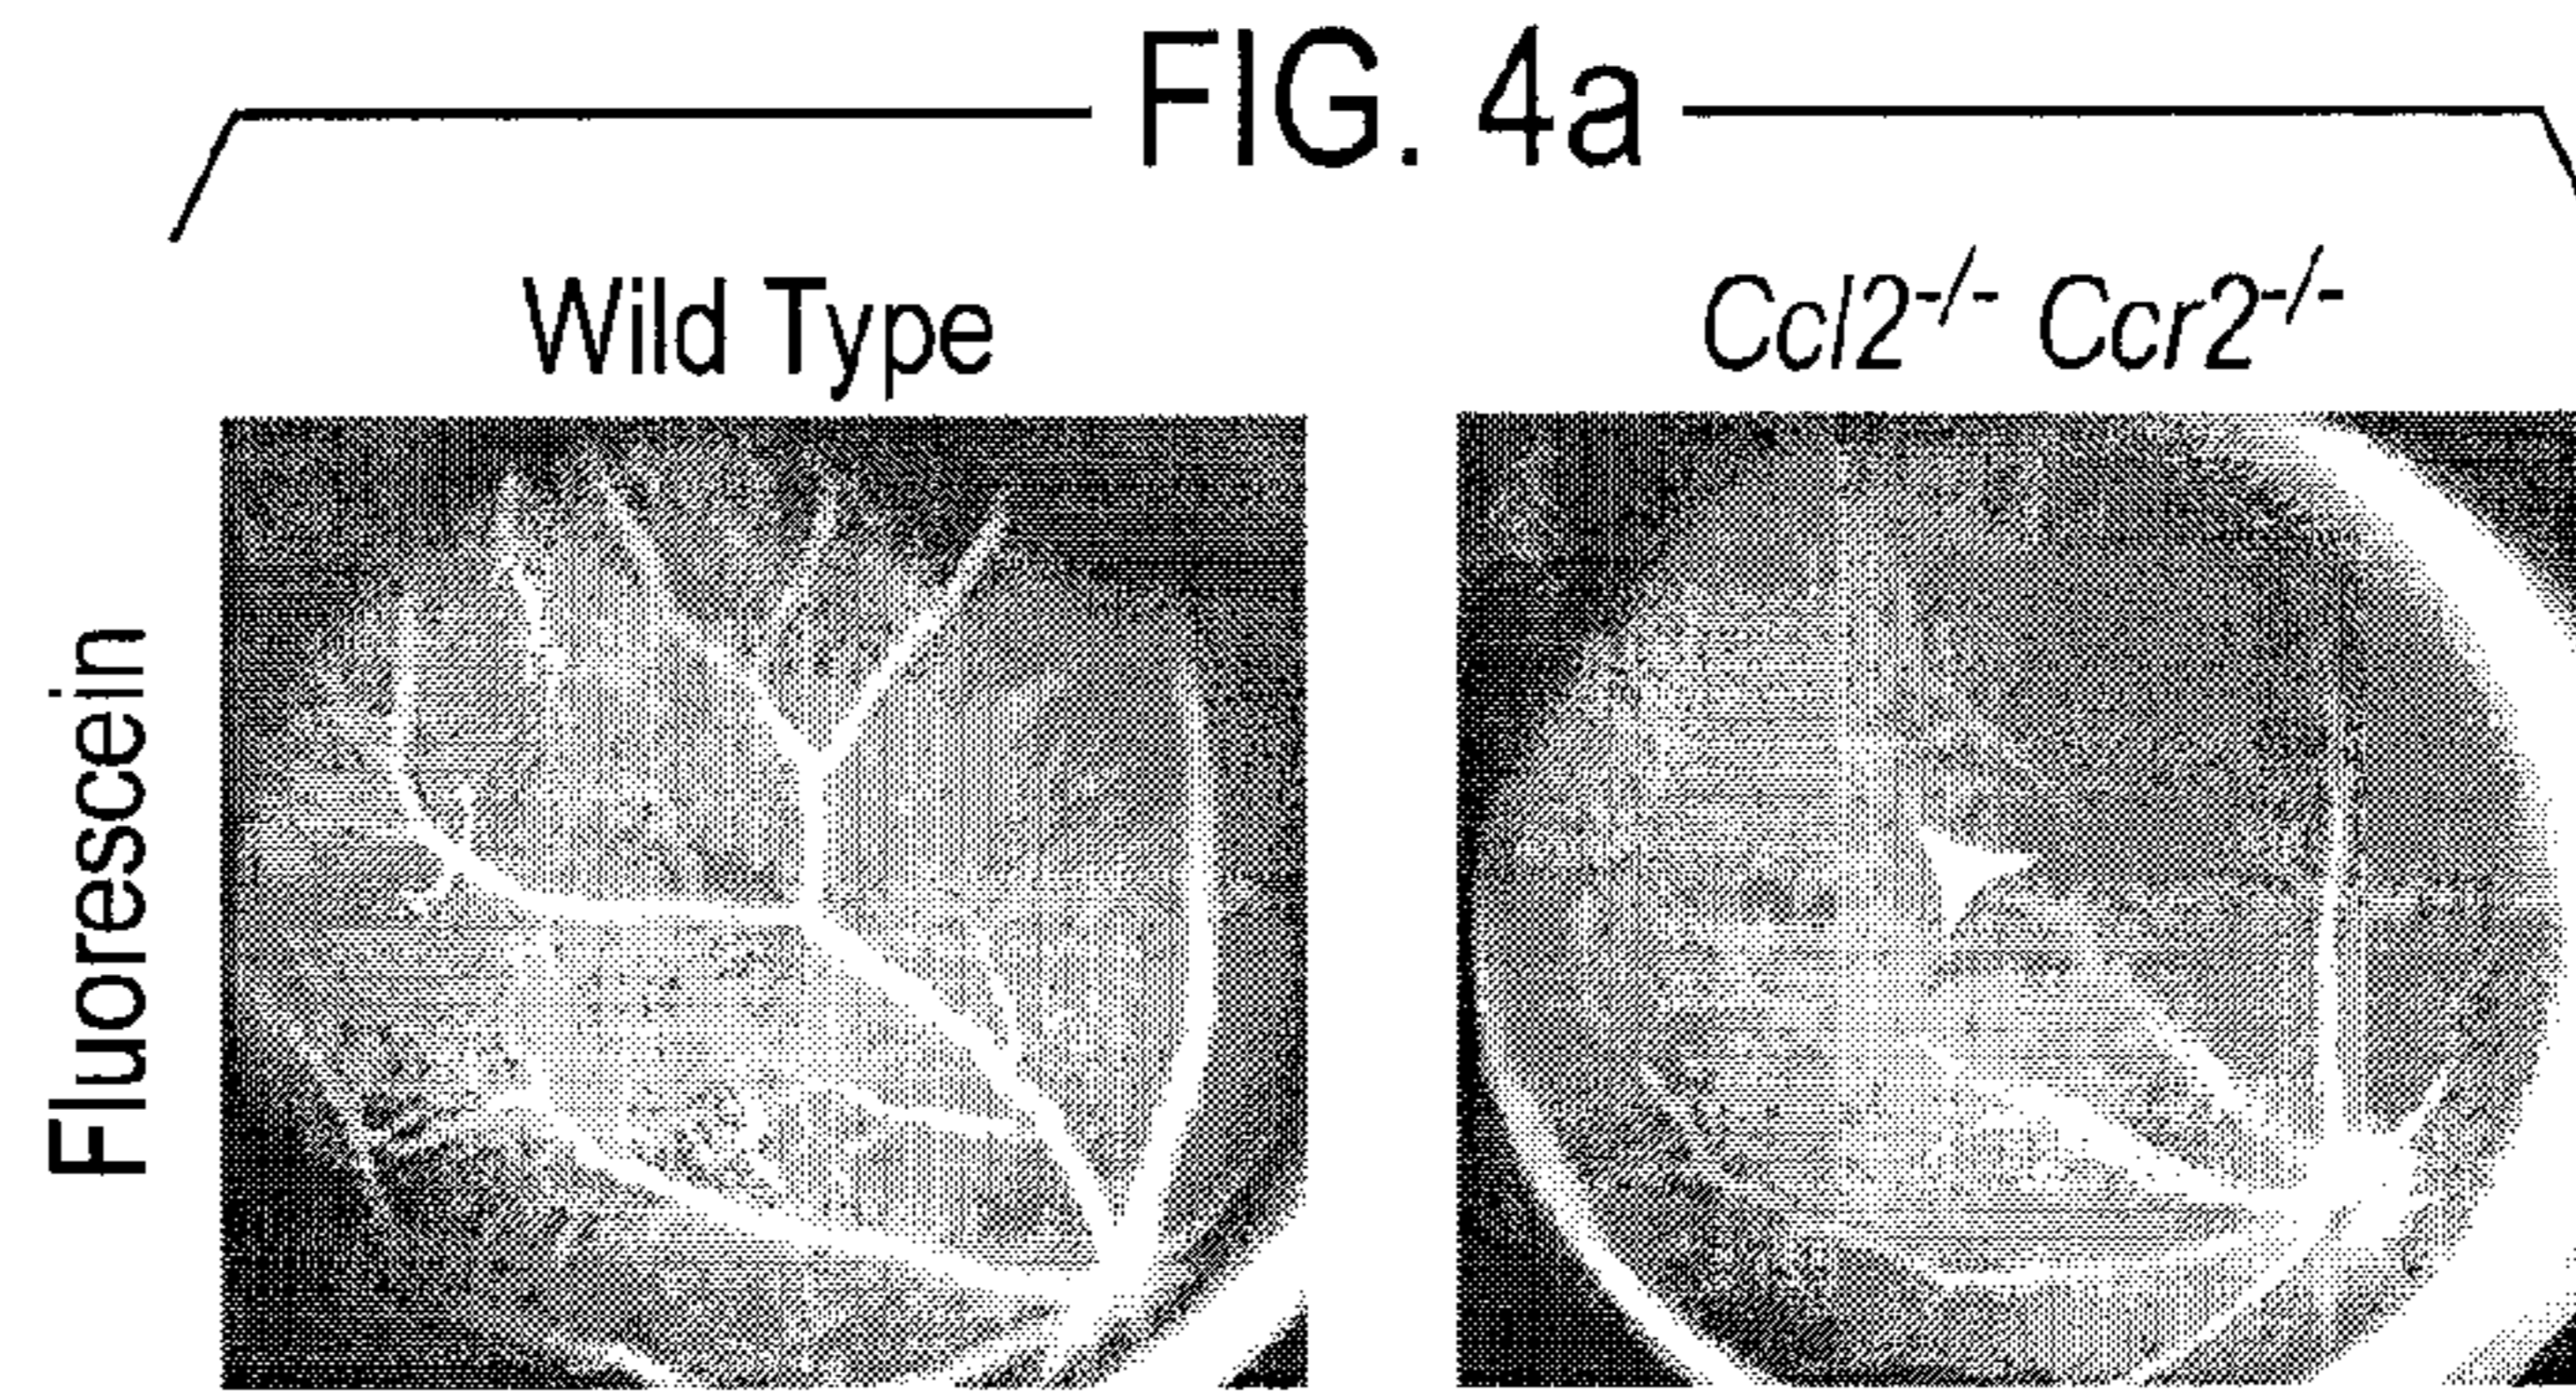 FIG. 4a
Wild Type
Ccl2-/- Ccr2-/-
Fluorescein